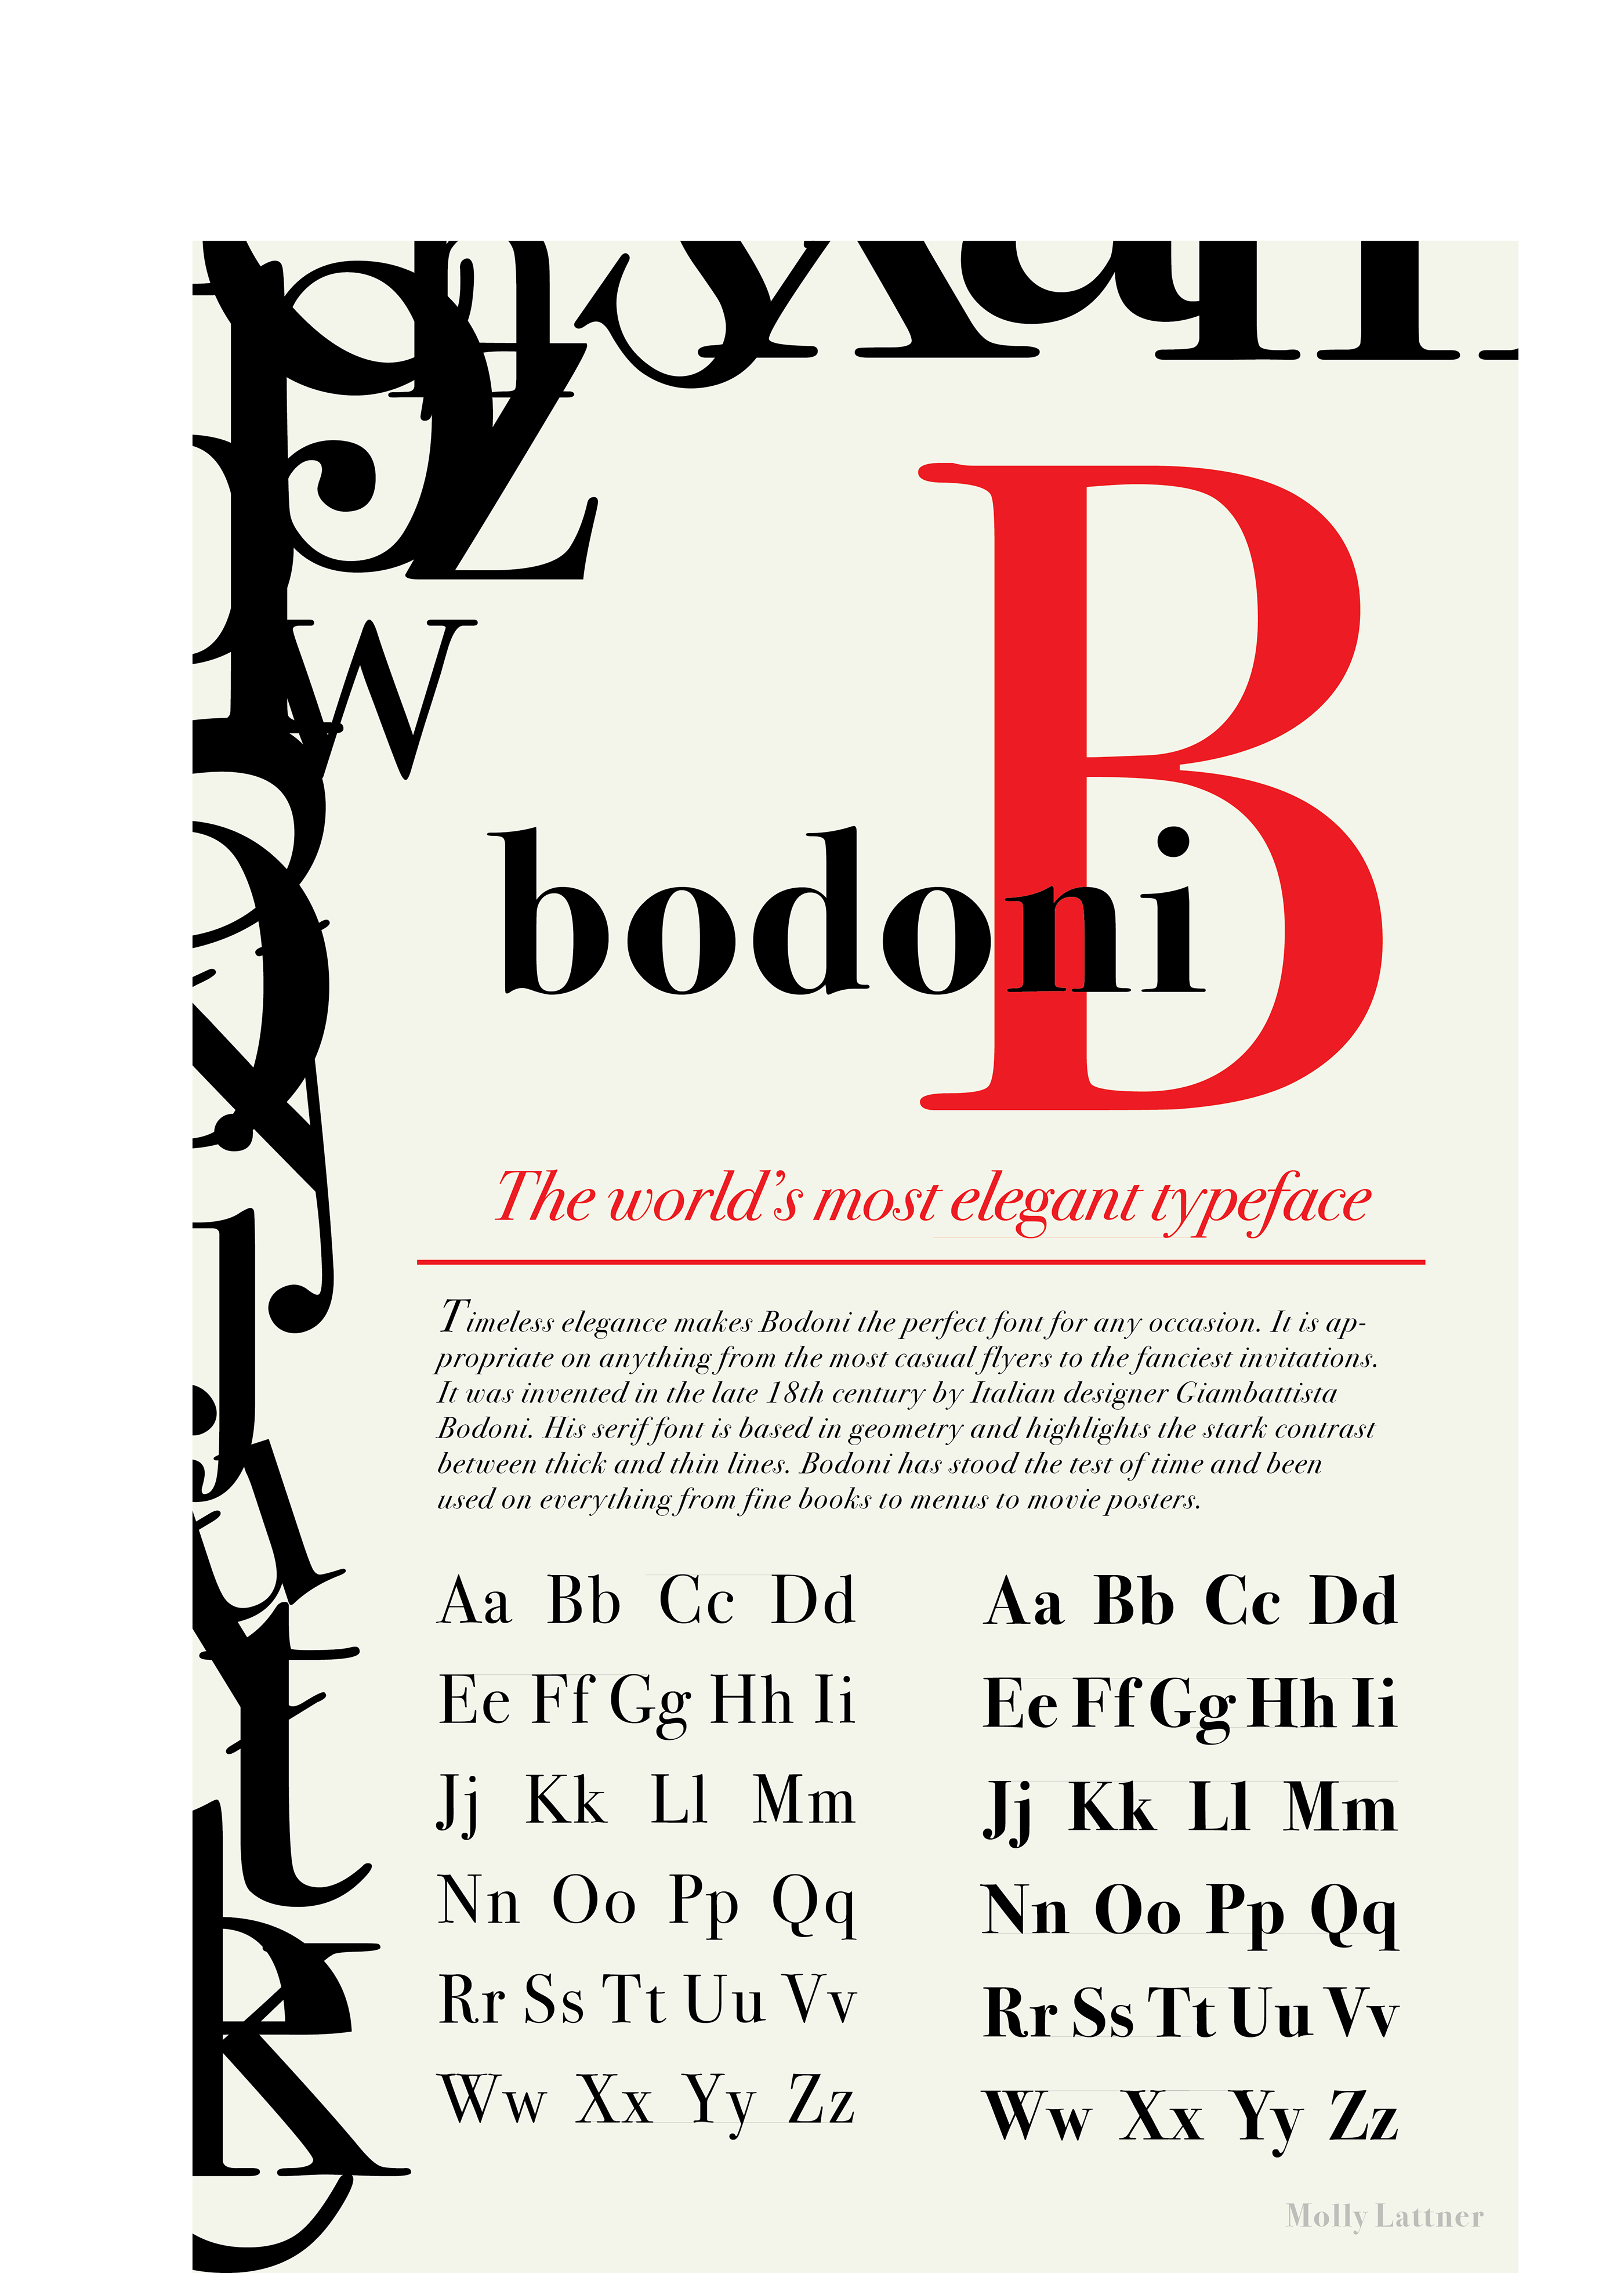 B
bodoni
The world's most elegant typeface
Timeless elegance makes Bodoni the perfect font for any occasion. It is ap-
propriate on anything from the most casual flyers to the fanciest invitations.
It was invented in the late 18th century by Italian designer Giambattista
Bodoni. His serif font is based in geometry and highlights the stark contrast
between thick and thin lines. Bodoni has stood the test of time and been
used on everything from fine books to menus to movie posters.
Aa Bb Cc Dd
Ee Ff Gg Hh Ii
Jj Kk Ll Mm
Nn Oo Pp Qq
Rr Ss Tt Uu Vv
Ww Xx Yy Zz
Aa Bb Cc Dd
Ee Ff Gg Hh Ii
Jj Kk Ll Mm
Nn Oo Pp Qq
Rr Ss Tt Uu Vv
Ww Xx Yy Zz
Molly Lattner